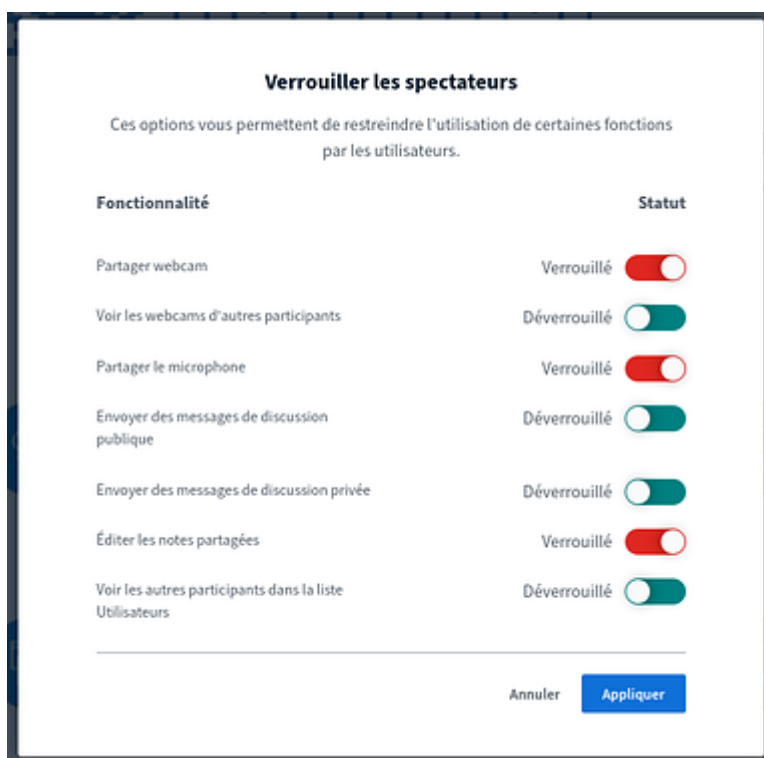 Verrouiller les spectateurs
Ces options vous permettent de restreindre l'utilisation de certaines fonctions
par les utilisateurs.
Fonctionnalité Statut
Partager webcam Verrouillé
Voir les webcams d'autres participants Déverrouillé
Partager le microphone Verrouillé
Envoyer des messages de discussion Déverrouillé
publique
Envoyer des messages de discussion privée Déverrouillé
Éditer les notes partagées Verrouillé
Voir les autres participants dans la liste Déverrouillé
Utilisateurs
Annuler Appliquer